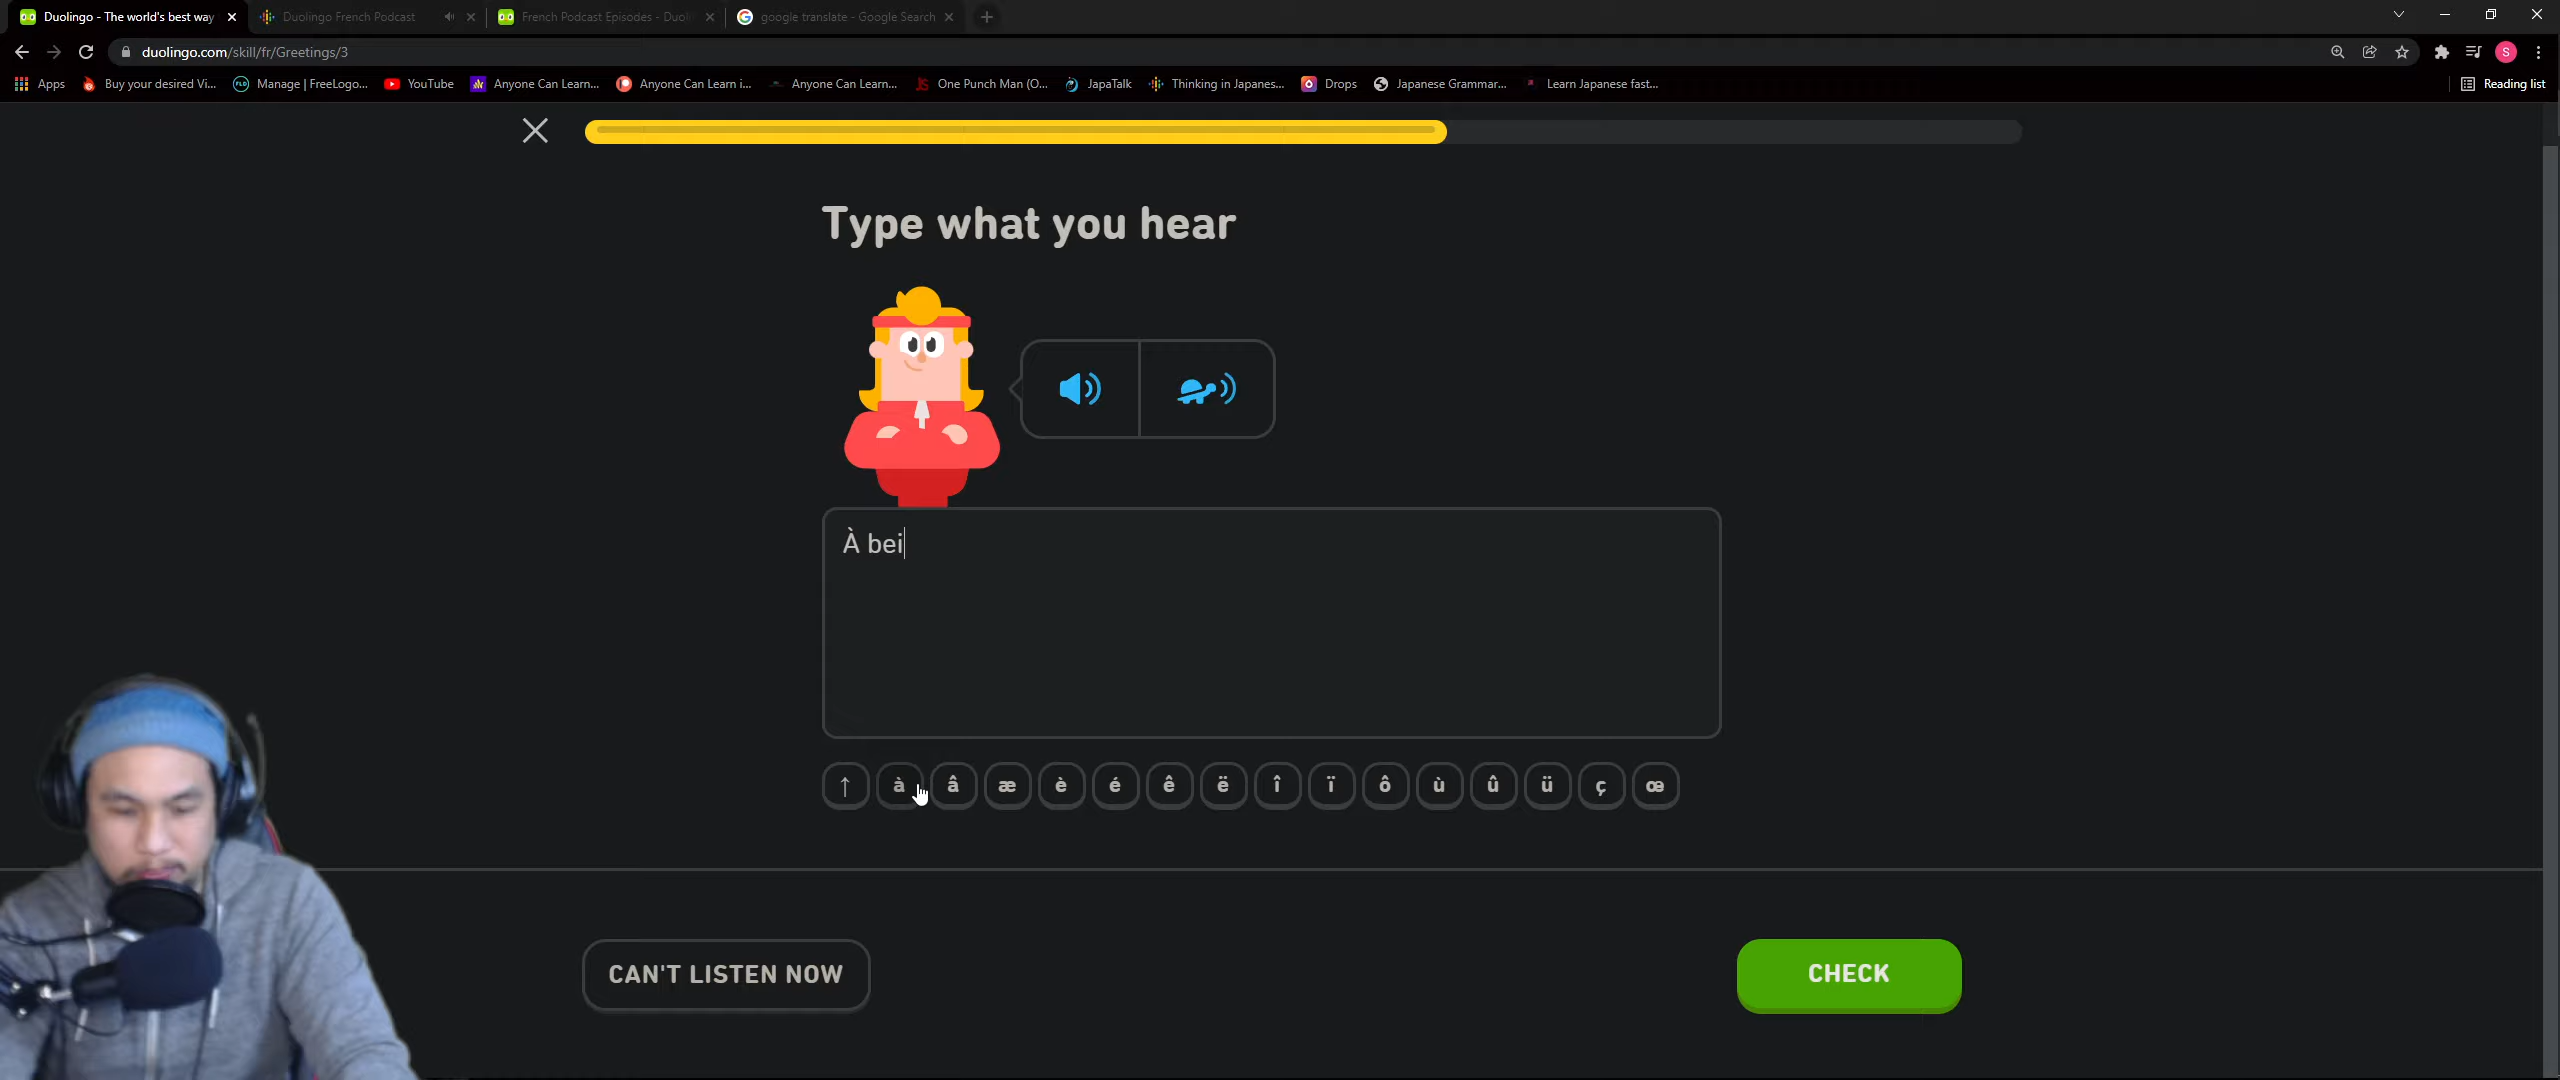 Duolingo - The world's best way
Duolingo French Podcast
French Podcast Episodes - Duol
google translate - Google Search
duolingo.com/skill/fr/Greetings/3
S
Apps
Buy your desired Vi...
Manage | FreeLogo...
YouTube
Anyone Can Learn...
Anyone Can Learn i...
Anyone Can Learn...
One Punch Man (O...
JapaTalk
Thinking in Japanes...
Drops
Japanese Grammar...
Learn Japanese fast...
Reading list
Type what you hear
À bei
↑ à â æ è é ê ë î ï ô ù û ü ç œ
CAN'T LISTEN NOW
CHECK